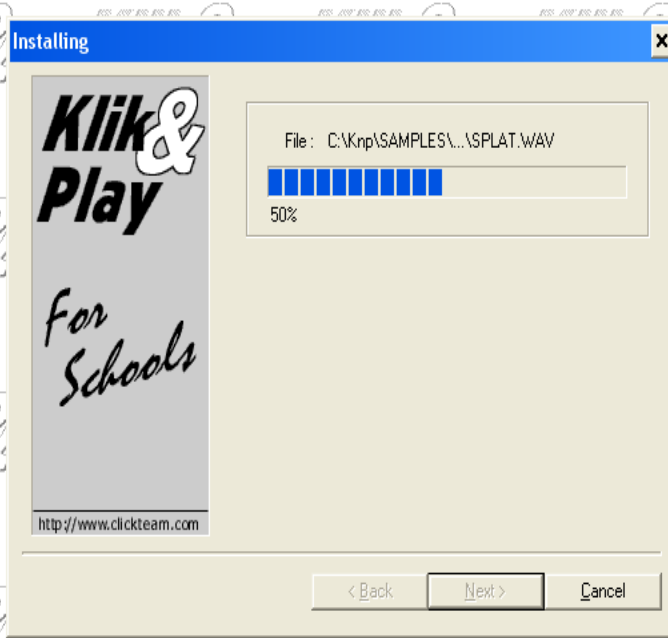 Installing
Klik&
Play
For
Schools
http://www.clickteam.com
File : C:\Knp\SAMPLES\...\SPLAT.WAV
50%
< Back
Next >
Cancel